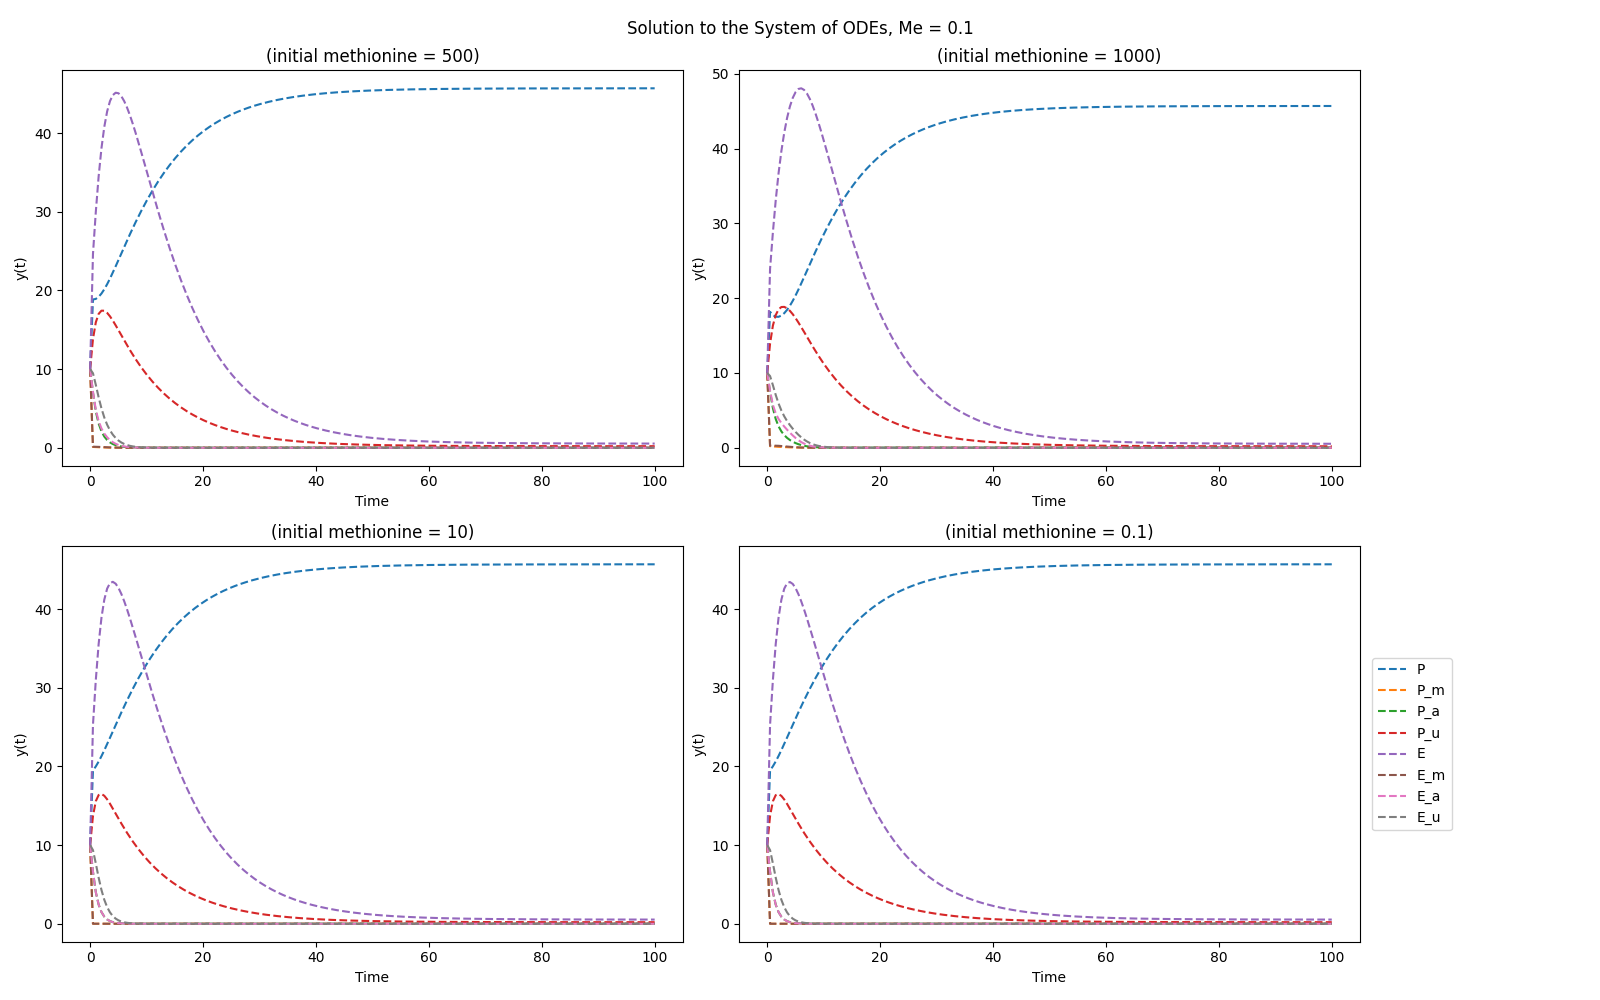 Solution to the System of ODEs, Me = 0.1
(initial methionine = 500)
y(t)
40
30
20
10
0
0 20 40 60 80 100
Time
(initial methionine = 1000)
y(t)
50
40
30
20
10
0
0 20 40 60 80 100
Time
(initial methionine = 10)
y(t)
40
30
20
10
0
0 20 40 60 80 100
Time
(initial methionine = 0.1)
y(t)
40
30
20
10
0
0 20 40 60 80 100
Time
P
P_m
P_a
P_u
E
E_m
E_a
E_u